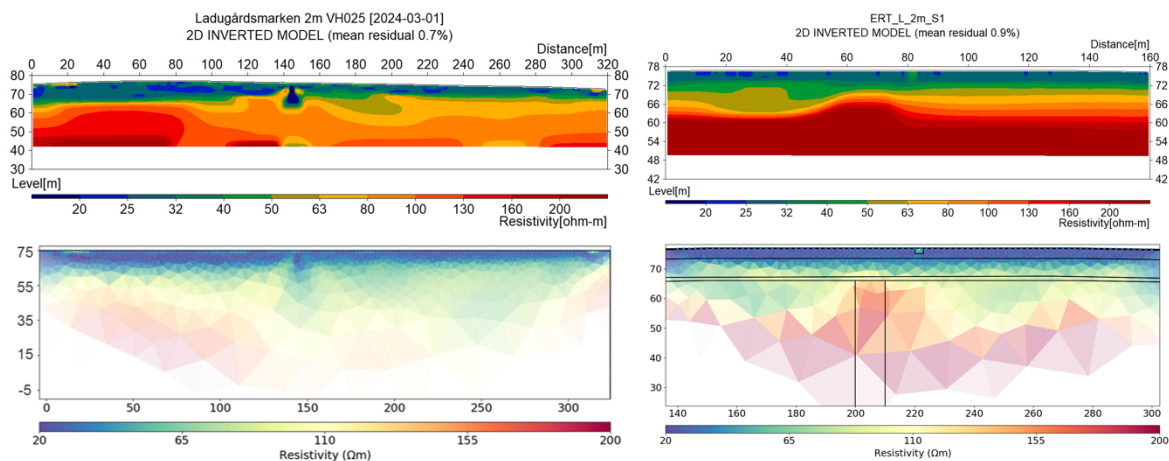 Ladugårdsmarken 2m VH025 [2024-03-01]
2D INVERTED MODEL (mean residual 0.7%)
Distance[m]
0 20 40 60 80 100 120 140 160 180 200 220 240 260 280 300 320
80 80
70 70
60 60
50 50
40 40
30 30
Level[m]
20 25 32 40 50 63 80 100 130 160 200
Resistivity[ohm-m]
75
55
35
15
-5
0 50 100 150 200 250 300
20 65 110 155 200
Resistivity (Ωm)
ERT_L_2m_S1
2D INVERTED MODEL (mean residual 0.9%)
Distance[m]
0 20 40 60 80 100 120 140 160
78 78
72 72
66 66
60 60
54 54
48 48
42 42
Level[m]
20 25 32 40 50 63 80 100 130 160 200
Resistivity[ohm-m]
70
60
50
40
30
140 160 180 200 220 240 260 280 300
20 65 110 155 200
Resistivity (Ωm)